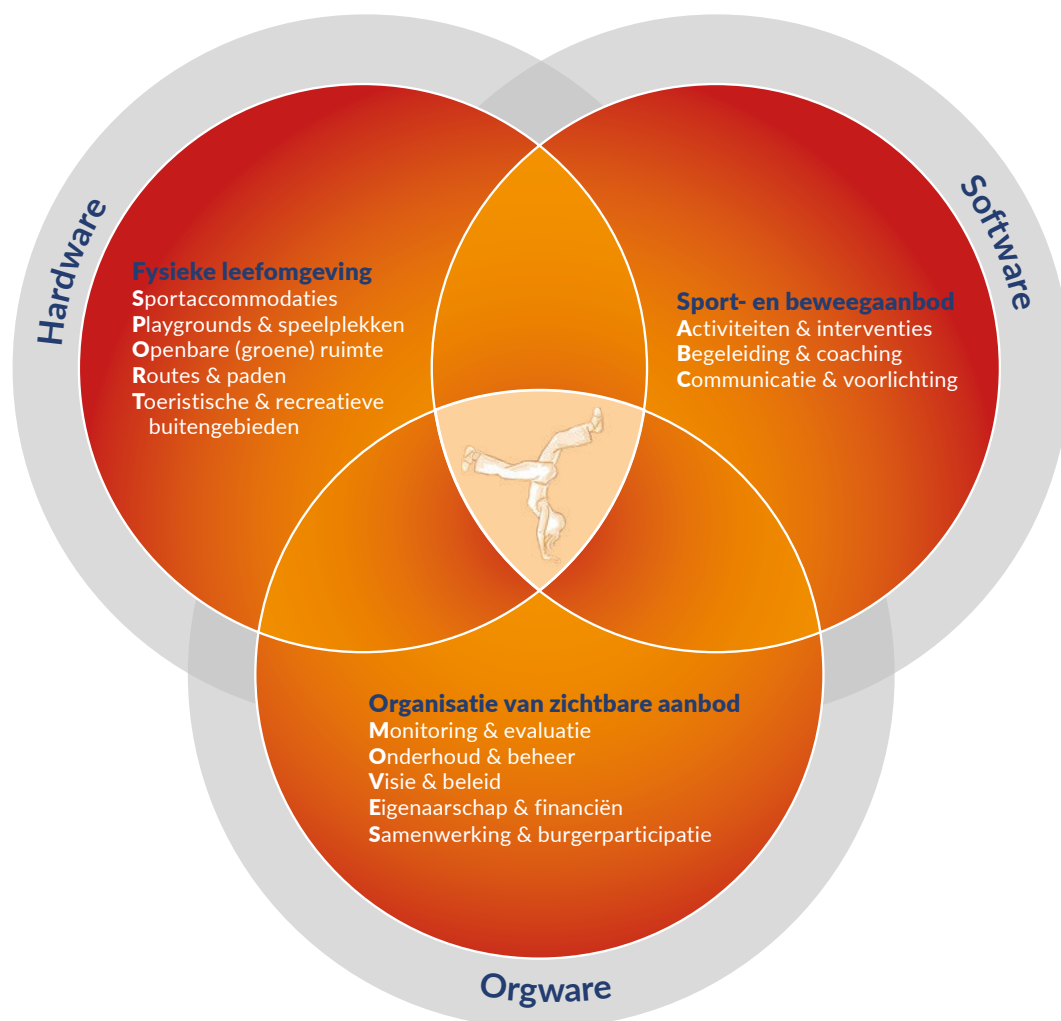 Hardware
Fysieke leefomgeving
Sportaccommodaties
Playgrounds & speelplekken
Openbare (groene) ruimte
Routes & paden
Toeristische & recreatieve
buitengebieden
Software
Sport- en beweegaanbod
Activiteiten & interventies
Begeleiding & coaching
Communicatie & voorlichting
Organisatie van zichtbare aanbod
Monitoring & evaluatie
Onderhoud & beheer
Visie & beleid
Eigenaarschap & financiën
Samenwerking & burgerparticipatie
Orgware